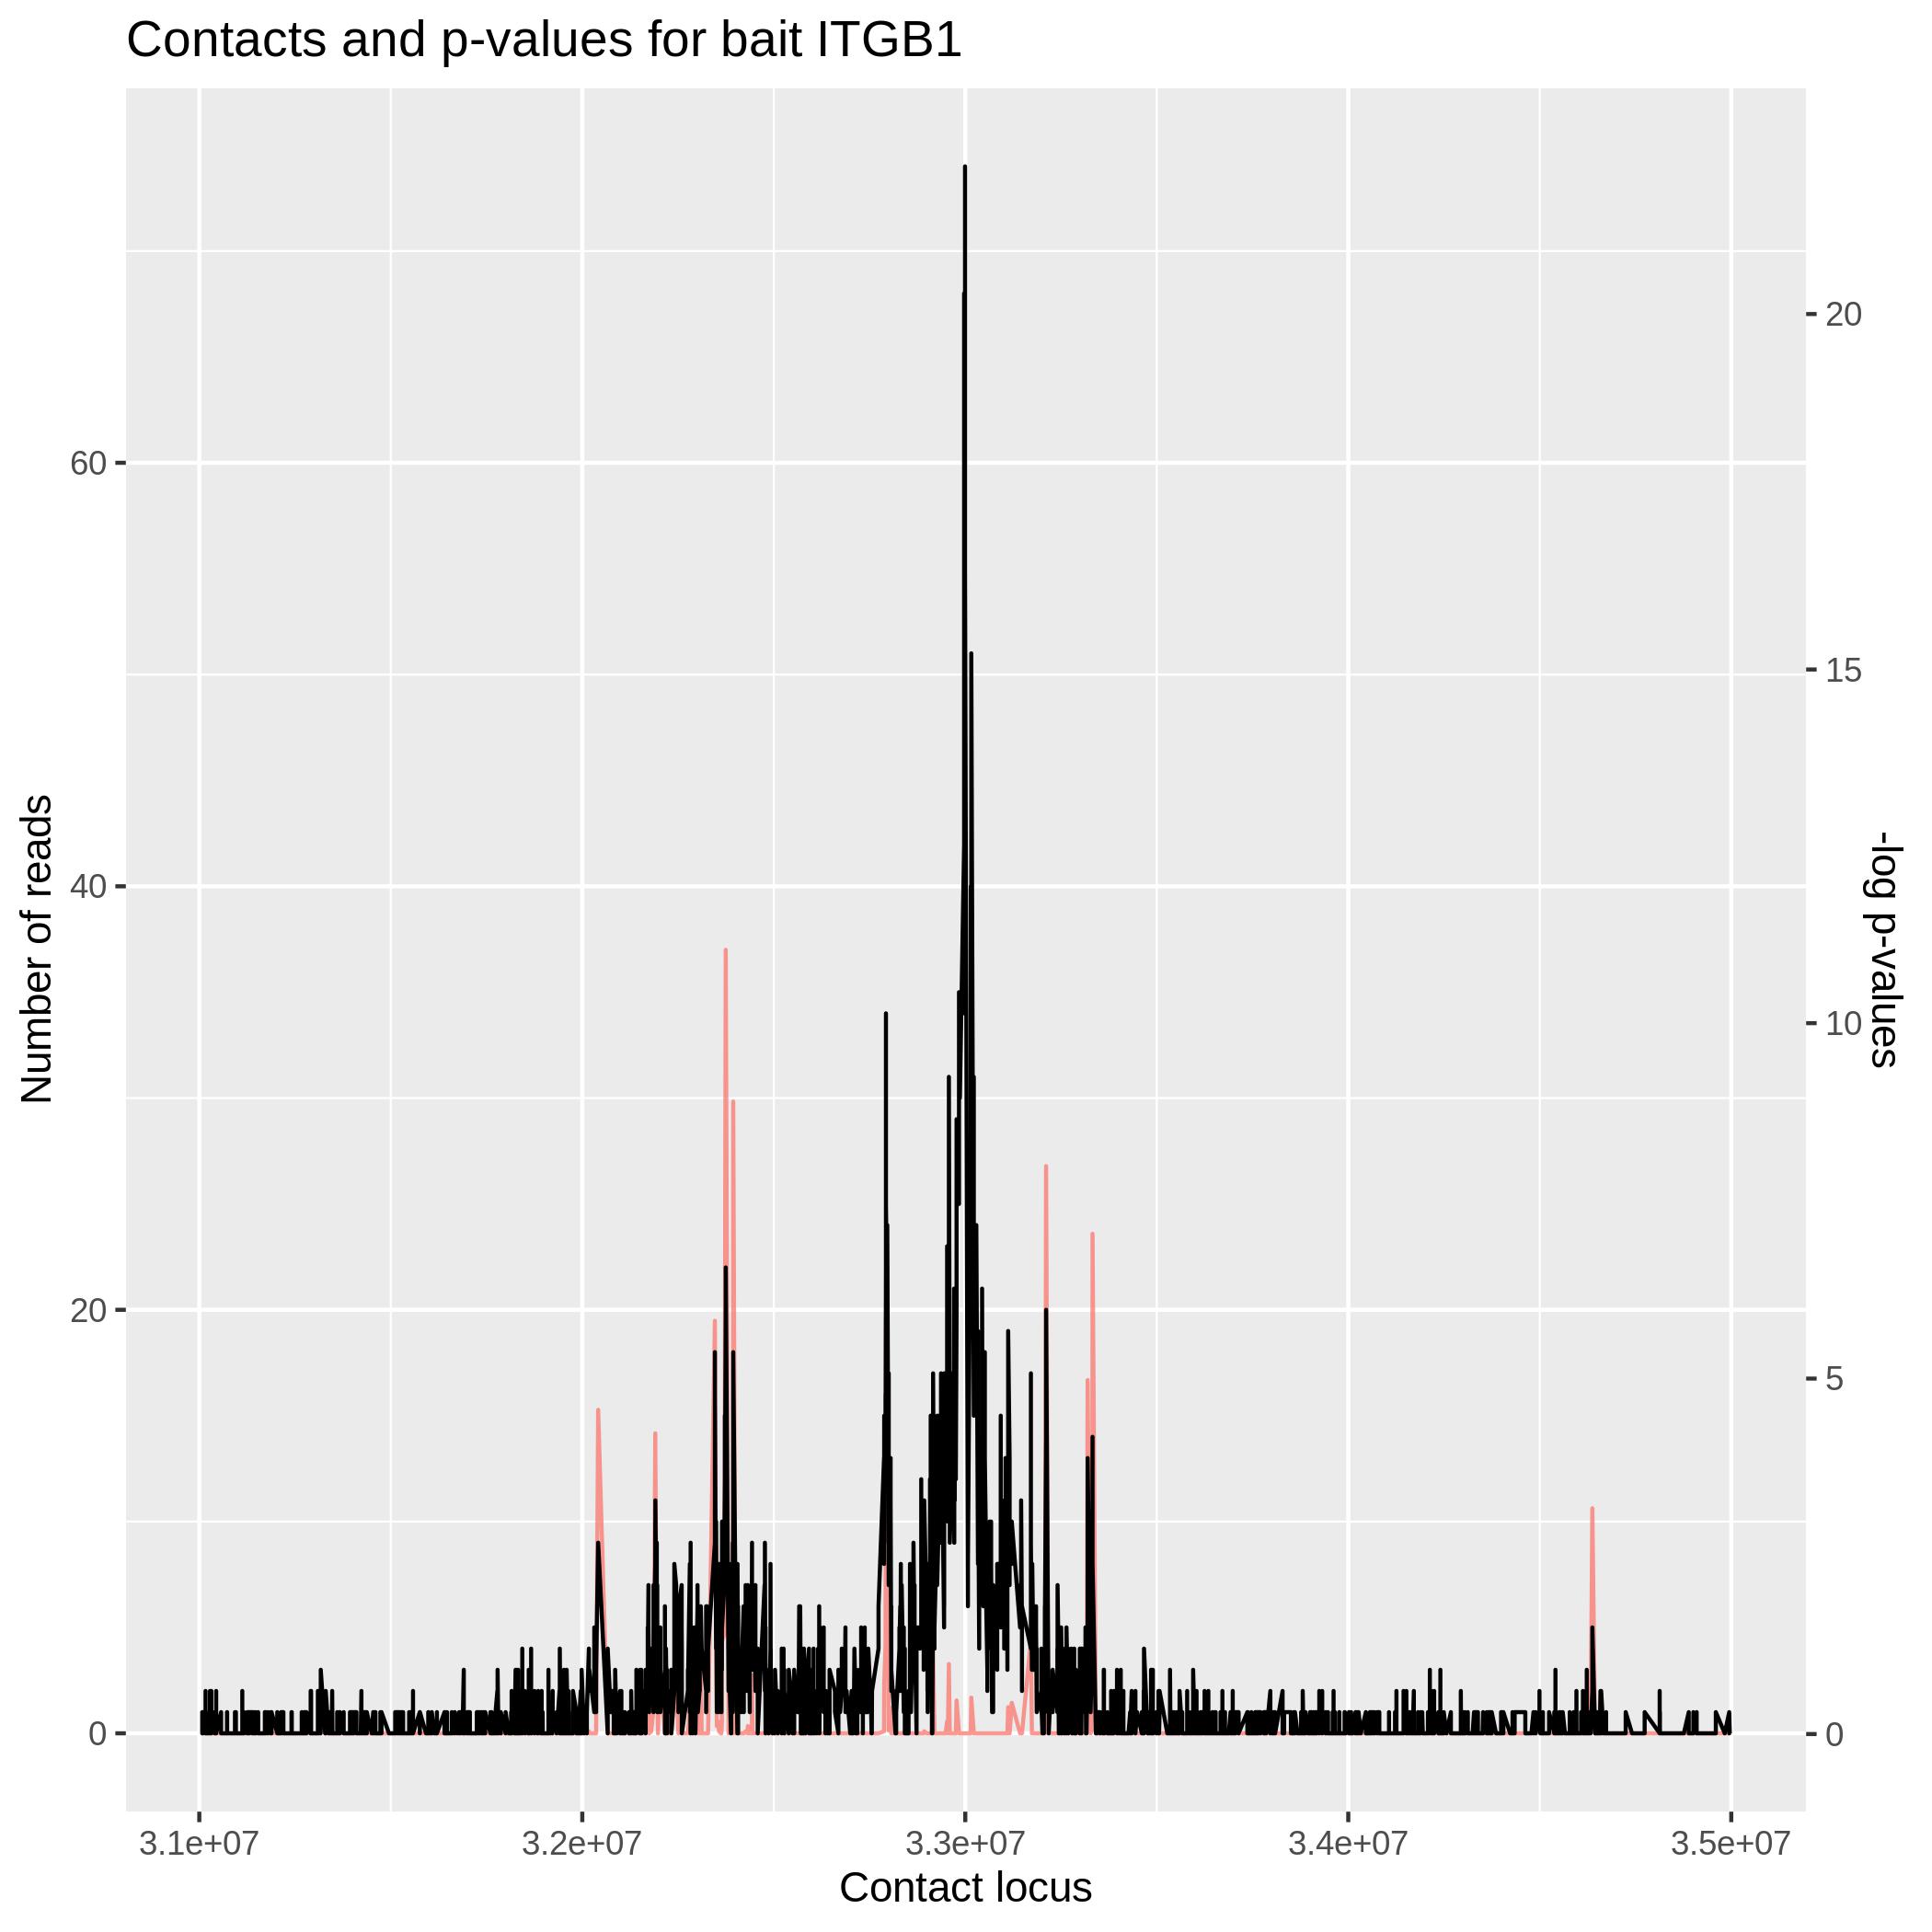 Contacts and p-values for bait ITGB1
Number of reads
60
40
20
0
20
15
10
5
0
-log p-values
3.1e+07
3.2e+07
3.3e+07
3.4e+07
3.5e+07
Contact locus